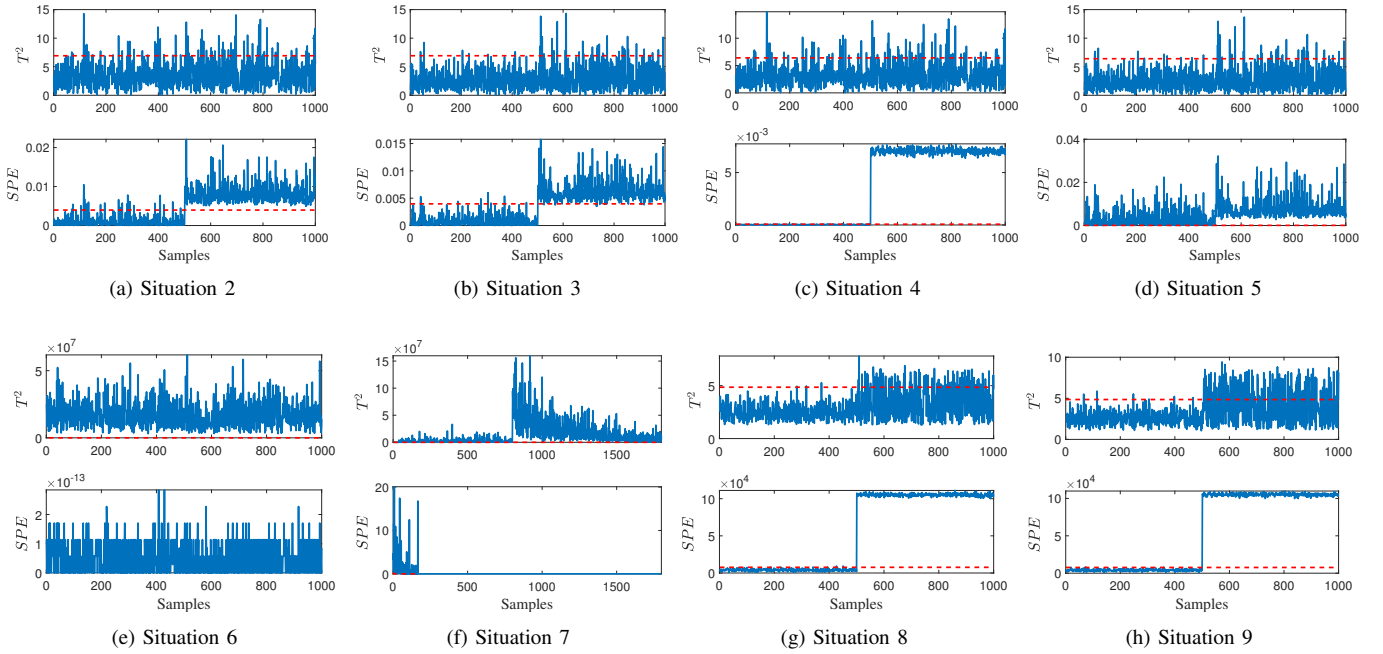 15
10
5
0
T²
0 200 400 600 800 1000
0.02
0.01
0
SPE
0 200 400 600 800 1000
Samples
(a) Situation 2
15
10
5
0
T²
0 200 400 600 800 1000
0.015
0.01
0.005
0
SPE
0 200 400 600 800 1000
Samples
(b) Situation 3
10
5
0
T²
0 200 400 600 800 1000
×10⁻³
5
0
SPE
0 200 400 600 800 1000
Samples
(c) Situation 4
15
10
5
0
T²
0 200 400 600 800 1000
0.04
0.02
0
SPE
0 200 400 600 800 1000
Samples
(d) Situation 5
×10⁷
5
0
T²
0 200 400 600 800 1000
×10⁻¹³
2
1
0
SPE
0 200 400 600 800 1000
Samples
(e) Situation 6
×10⁷
15
10
5
0
T²
0 500 1000 1500
20
10
0
SPE
0 500 1000 1500
Samples
(f) Situation 7
5
0
T²
0 200 400 600 800 1000
×10⁴
10
5
0
SPE
0 200 400 600 800 1000
Samples
(g) Situation 8
10
5
0
T²
0 200 400 600 800 1000
×10⁴
10
5
0
SPE
0 200 400 600 800 1000
Samples
(h) Situation 9